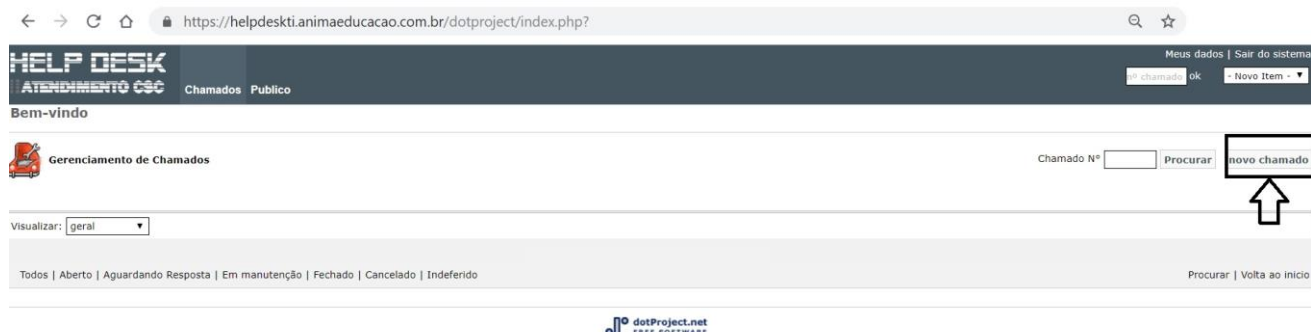 https://helpdeskti.animaeducacao.com.br/dotproject/index.php?
Meus dados | Sair do sistema
HELP DESK
ATENDIMENTO CSC
Chamados Publico
nº chamado ok - Novo Item -
Bem-vindo
Gerenciamento de Chamados
Chamado Nº Procurar novo chamado
Visualizar: geral
Todos | Aberto | Aguardando Resposta | Em manutenção | Fechado | Cancelado | Indeferido
Procurar | Volta ao inicio
dotProject.net
FREE SOFTWARE